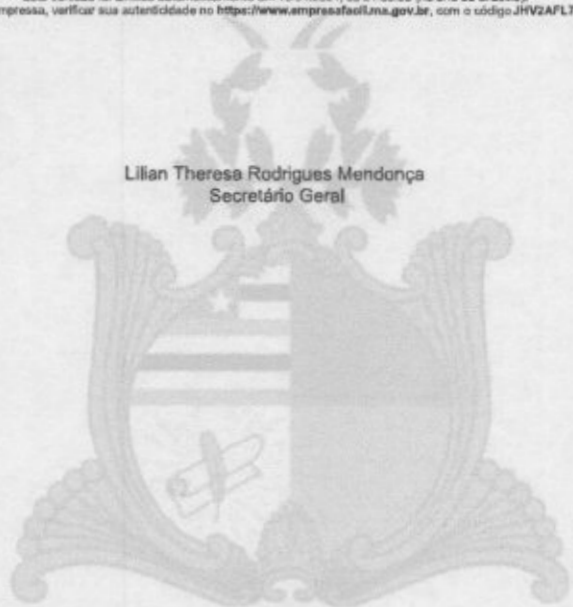 mpressa, verificar sua autenticidade no https://www.empresafacil.ma.gov.br, com o código JHV2AFL7
Lilian Theresa Rodrigues Mendonça
Secretário Geral